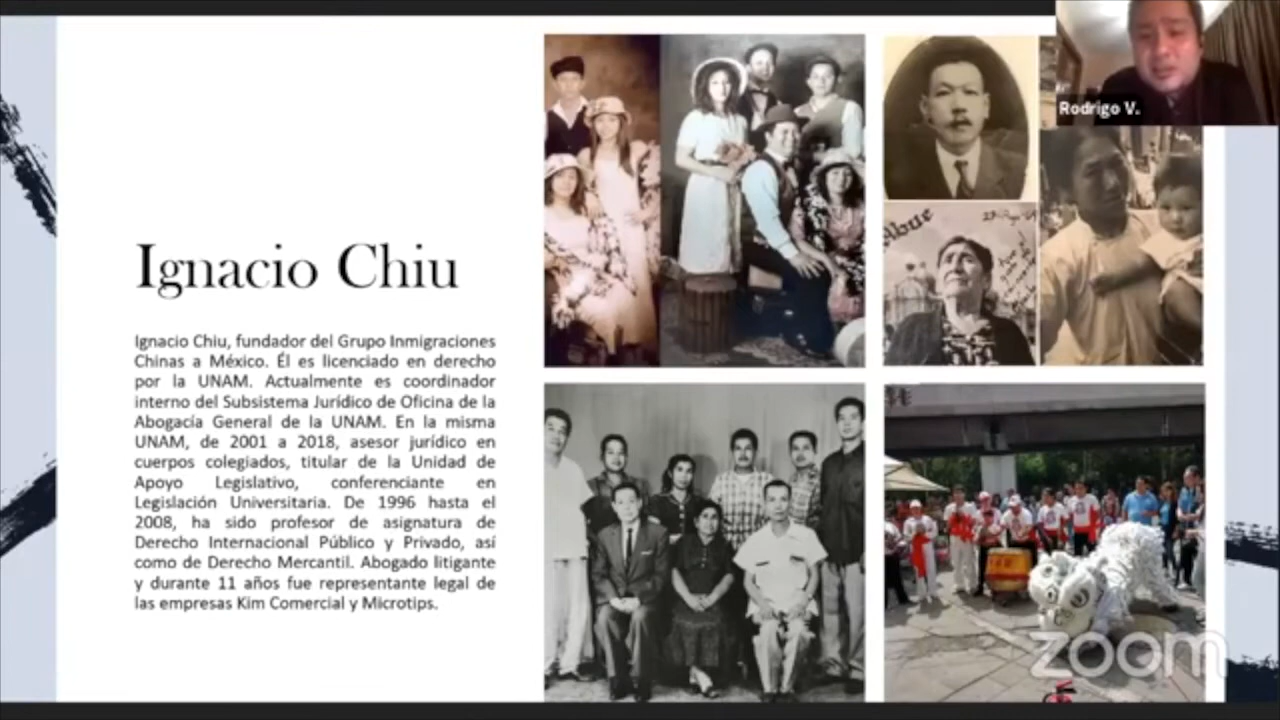 Rodrigo V.
Ignacio Chiu
Ignacio Chiu, fundador del Grupo Inmigraciones
Chinas a México. Él es licenciado en derecho
por la UNAM. Actualmente es coordinador
interno del Subsistema Jurídico de Oficina de la
Abogacía General de la UNAM. En la misma
UNAM, de 2001 a 2018, asesor jurídico en
cuerpos colegiados, titular de la Unidad de
Apoyo Legislativo, conferenciante en
Legislación Universitaria. De 1996 hasta el
2008, ha sido profesor de asignatura de
Derecho Internacional Público y Privado, así
como de Derecho Mercantil. Abogado litigante
y durante 11 años fue representante legal de
las empresas Kim Comercial y Microtips.
Abue
zoom